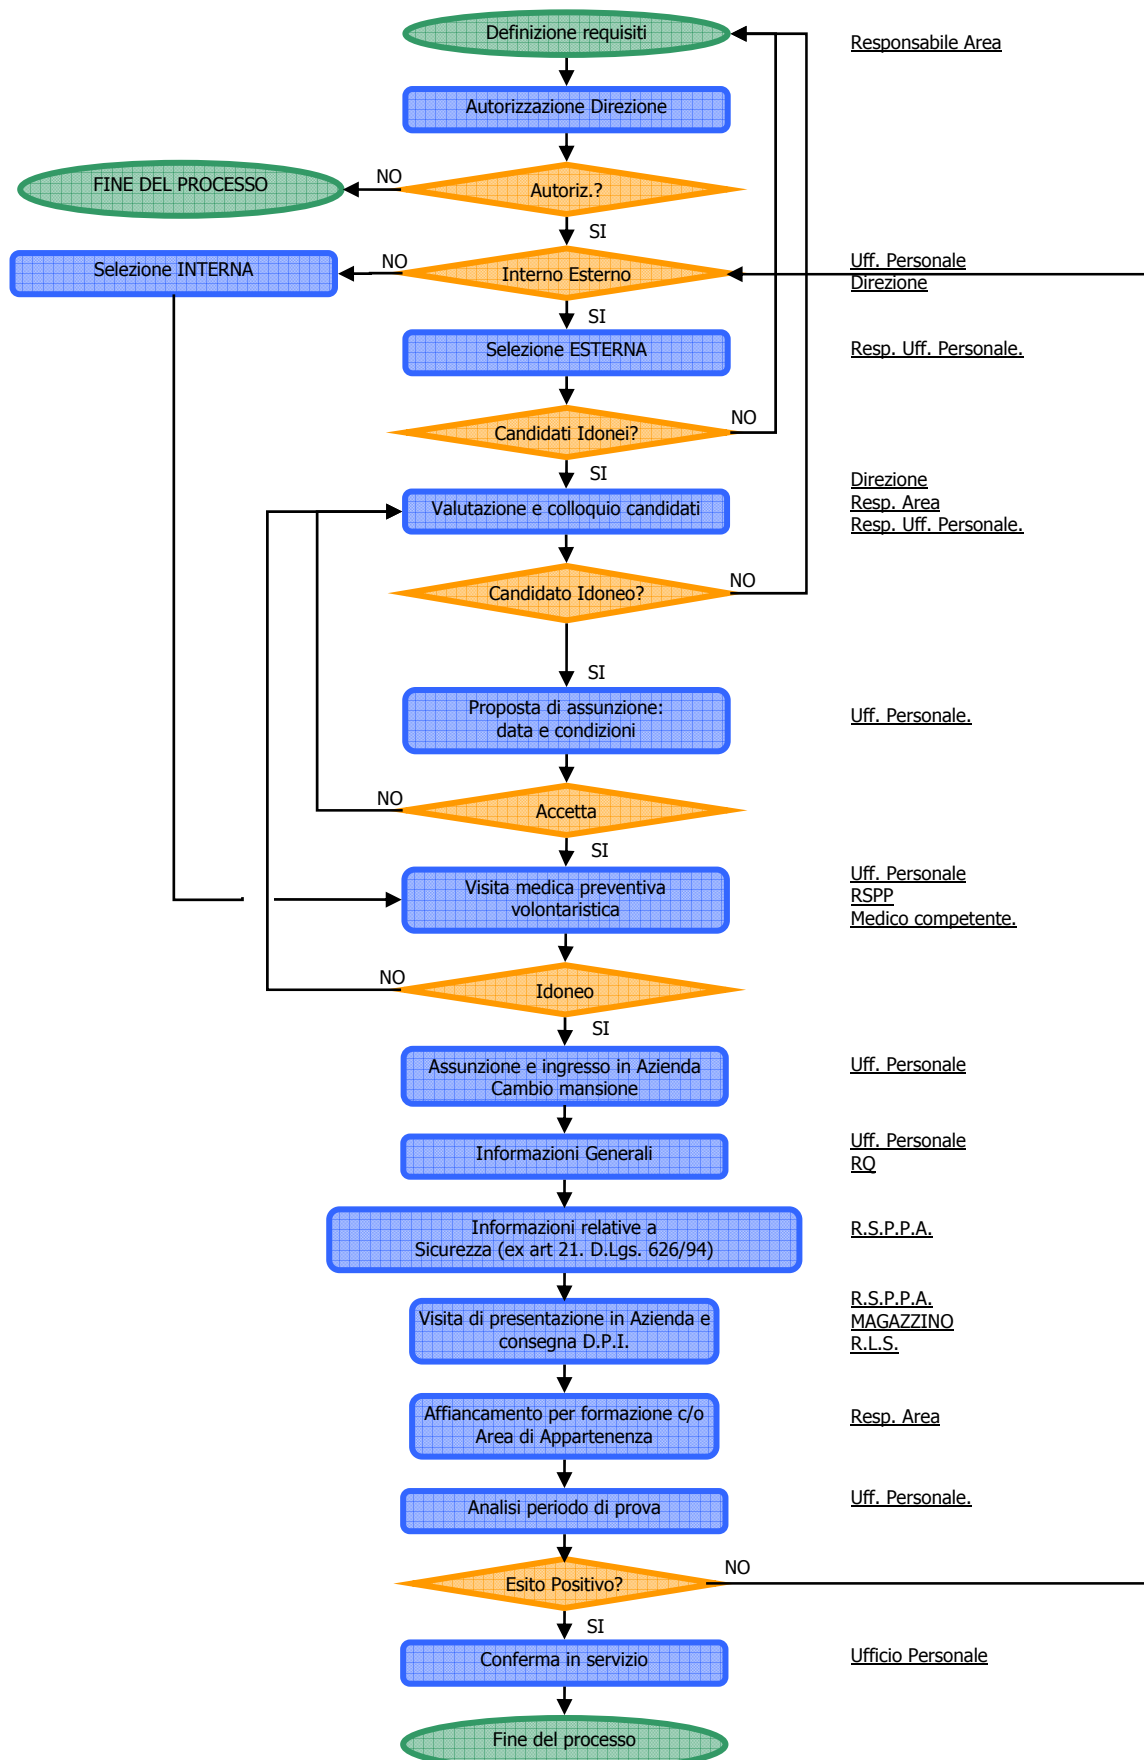 Definizione requisiti
Responsabile Area
Autorizzazione Direzione
NO
FINE DEL PROCESSO
Autoriz.?
SI
Selezione INTERNA
NO
Interno Esterno
Uff. Personale
Direzione
SI
Selezione ESTERNA
Resp. Uff. Personale.
NO
Candidati Idonei?
SI
Direzione
Valutazione e colloquio candidati
Resp. Area
Resp. Uff. Personale.
NO
Candidato Idoneo?
SI
Proposta di assunzione:
data e condizioni
Uff. Personale.
NO
Accetta
SI
Visita medica preventiva
volontaristica
Uff. Personale
RSPP
Medico competente.
NO
Idoneo
SI
Assunzione e ingresso in Azienda
Cambio mansione
Uff. Personale
Informazioni Generali
Uff. Personale
RQ
Informazioni relative a
Sicurezza (ex art 21. D.Lgs. 626/94)
R.S.P.P.A.
Visita di presentazione in Azienda e
consegna D.P.I.
R.S.P.P.A.
MAGAZZINO
R.L.S.
Affiancamento per formazione c/o
Area di Appartenenza
Resp. Area
Analisi periodo di prova
Uff. Personale.
NO
Esito Positivo?
SI
Conferma in servizio
Ufficio Personale
Fine del processo